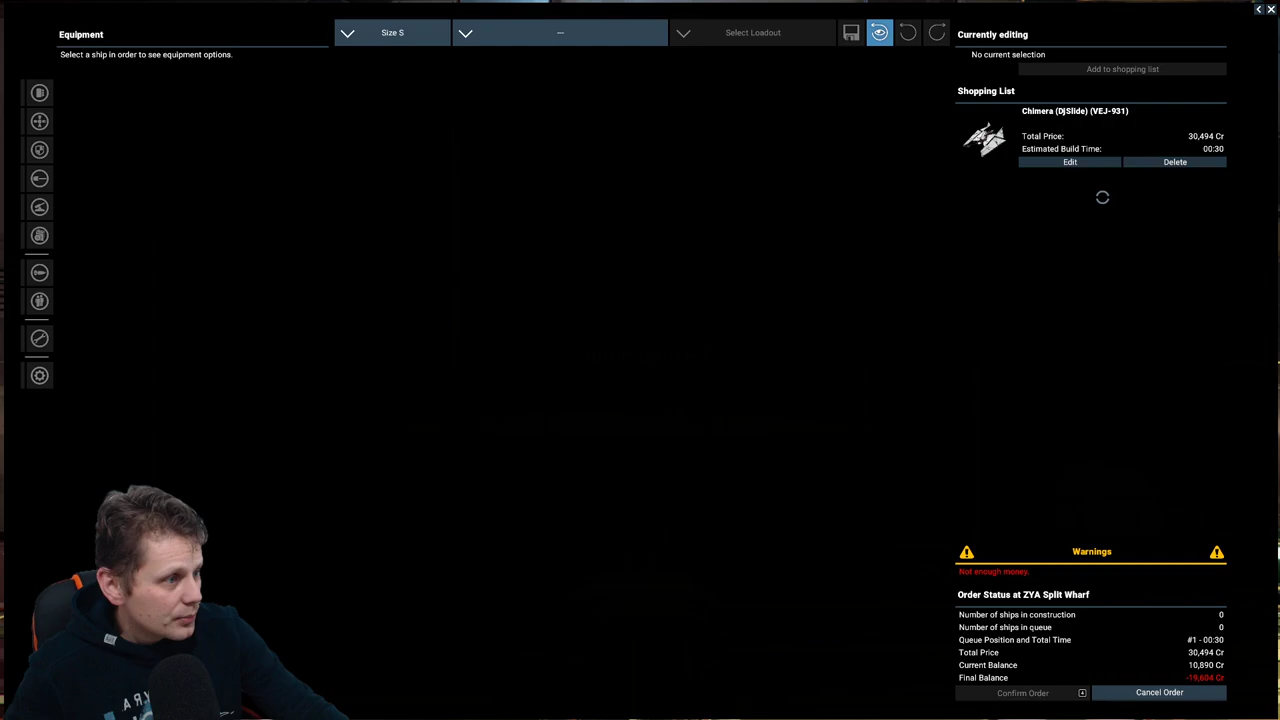 Equipment
Select a ship in order to see equipment options.
Size S
---
Select Loadout
Currently editing
No current selection
Add to shopping list
Shopping List
Chimera (DjSlide) (VEJ-931)
Total Price: 30,494 Cr
Estimated Build Time: 00:30
Edit Delete
Warnings
Not enough money.
Order Status at ZYA Split Wharf
Number of ships in construction 0
Number of ships in queue 0
Queue Position and Total Time #1 - 00:30
Total Price 30,494 Cr
Current Balance 10,890 Cr
Final Balance -19,604 Cr
Confirm Order Cancel Order